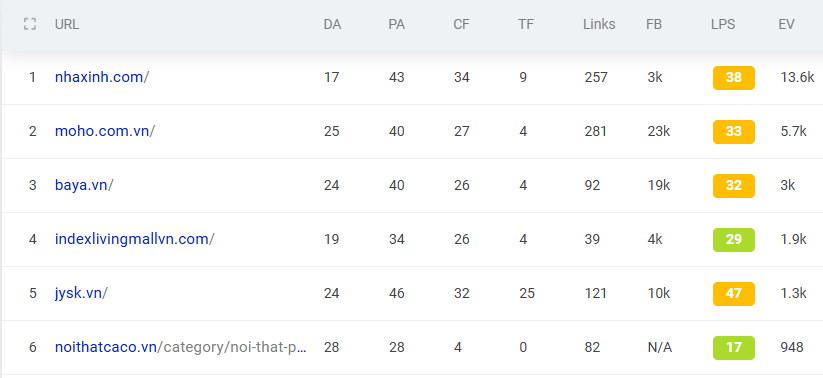 URL DA PA CF TF Links FB LPS EV
1 nhaxinh.com/ 17 43 34 9 257 3k 38 13.6k
2 moho.com.vn/ 25 40 27 4 281 23k 33 5.7k
3 baya.vn/ 24 40 26 4 92 19k 32 3k
4 indexlivingmallvn.com/ 19 34 26 4 39 4k 29 1.9k
5 jysk.vn/ 24 46 32 25 121 10k 47 1.3k
6 noithatcaco.vn/category/noi-that-p... 28 28 4 0 82 N/A 17 948